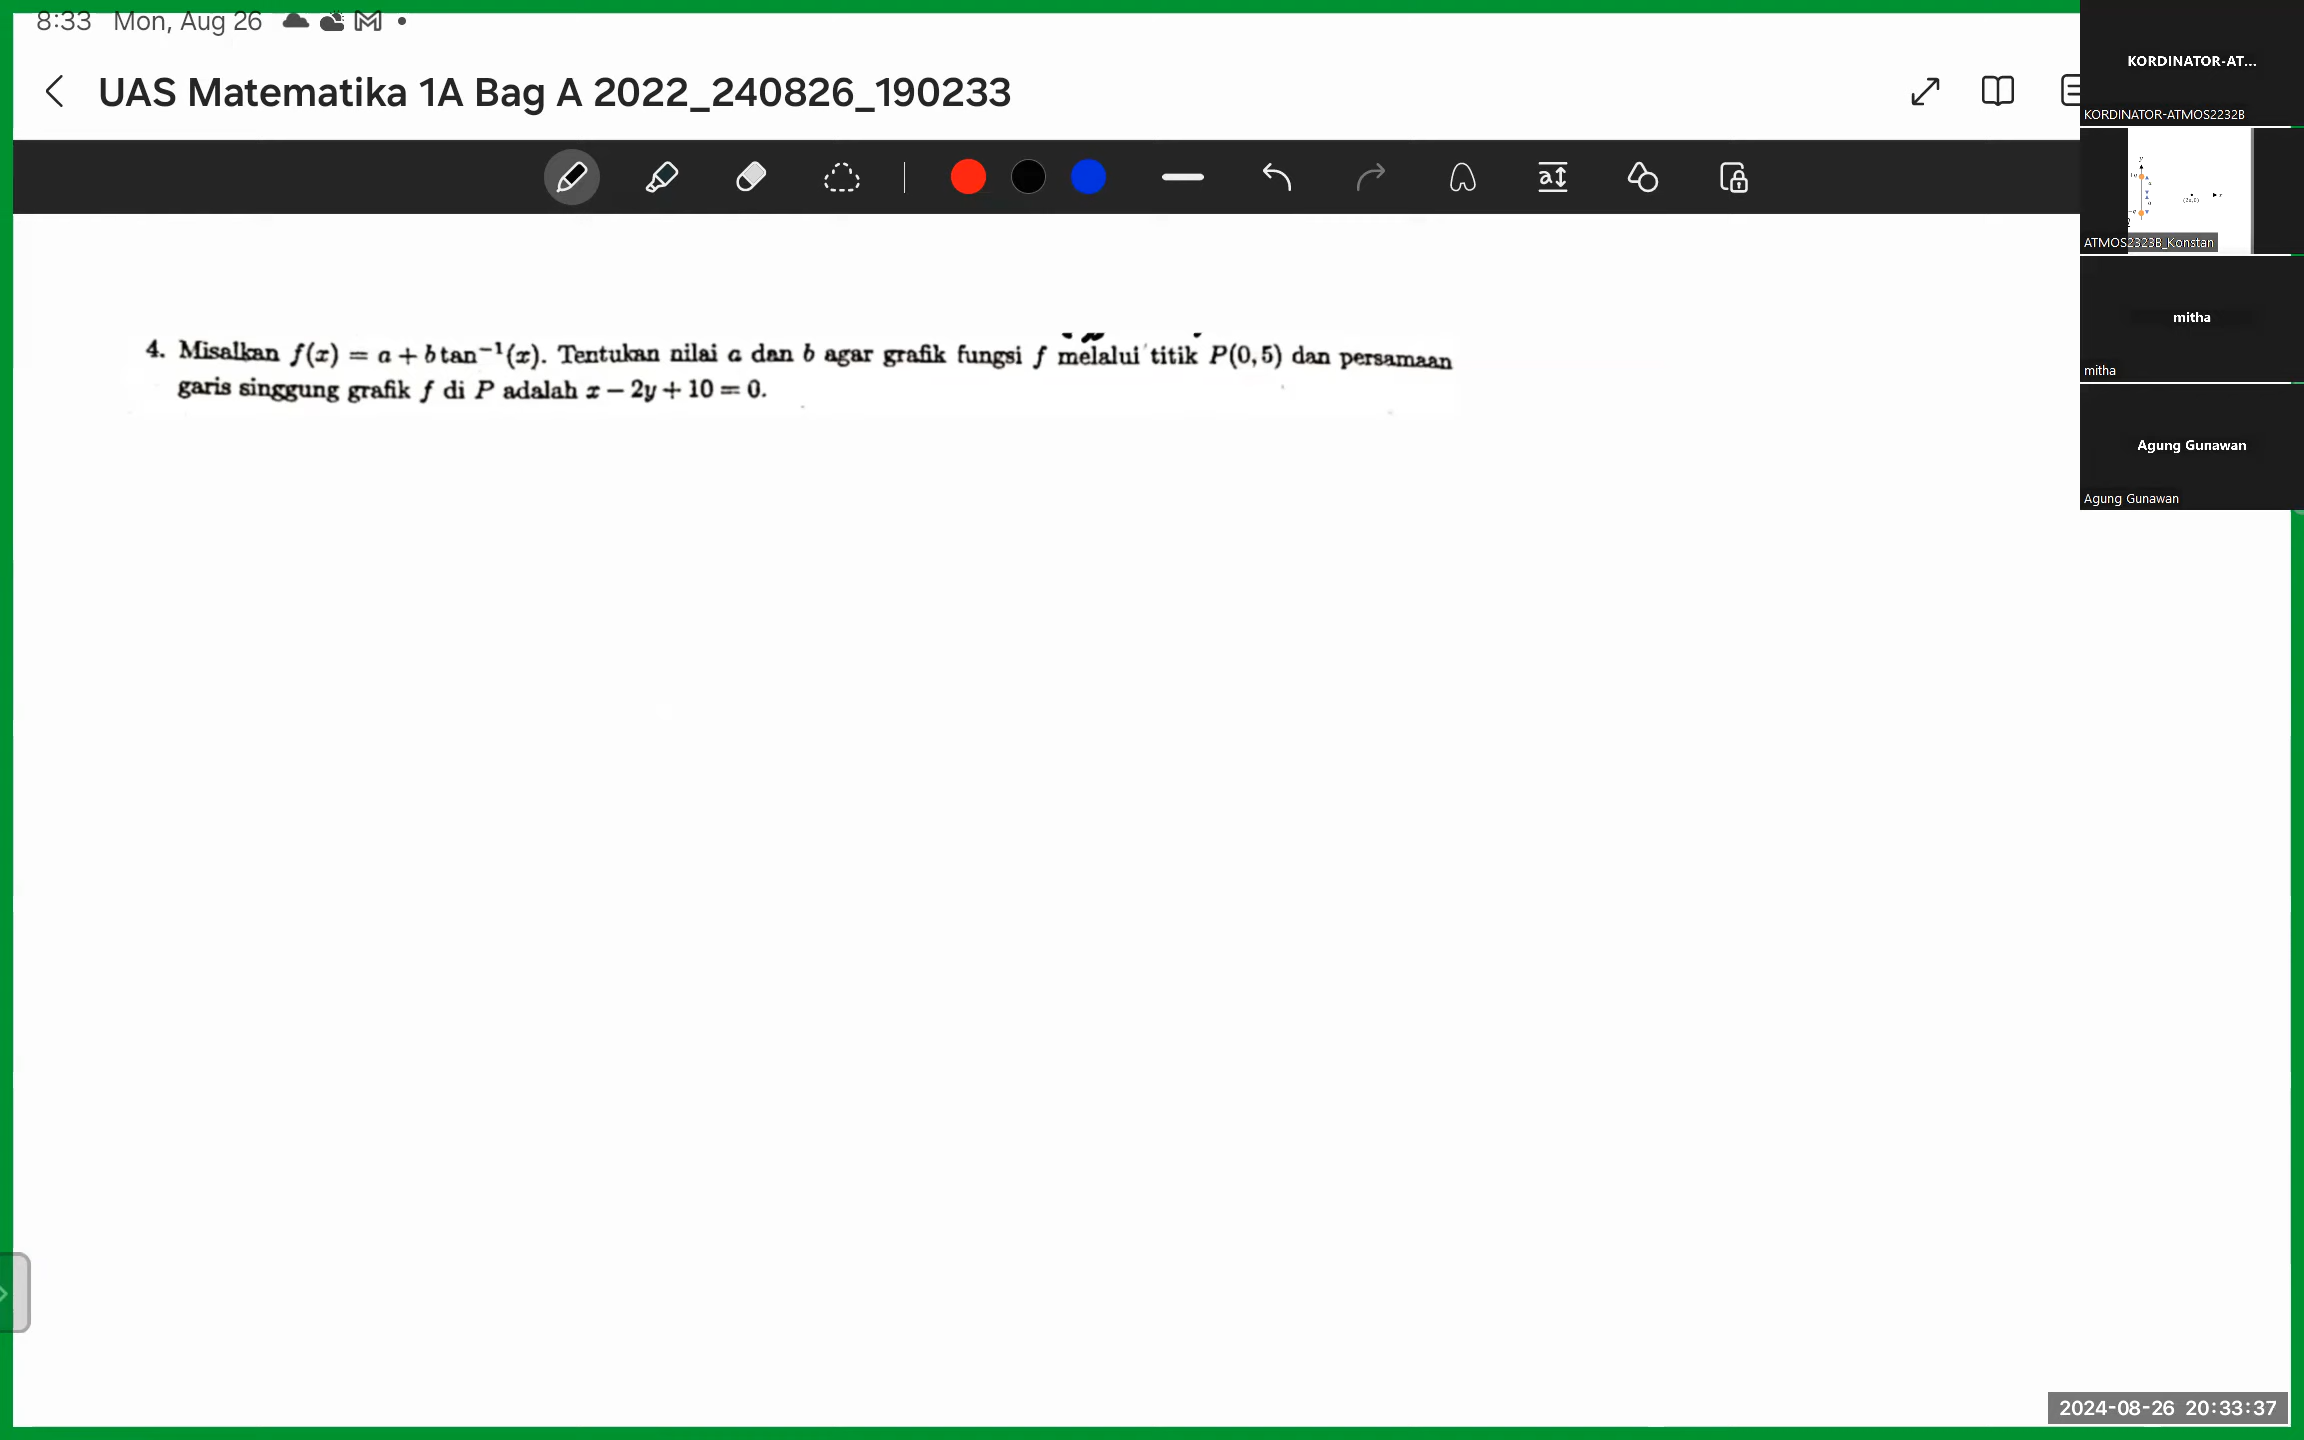 8:33 Mon, Aug 26
UAS Matematika 1A Bag A 2022_240826_190233
4. Misalkan f(x) = a + b tan⁻¹(x). Tentukan nilai a dan b agar grafik fungsi f melalui titik P(0, 5) dan persamaan
garis singgung grafik f di P adalah x − 2y + 10 = 0.
KORDINATOR-AT...
KORDINATOR-ATMOS2232B
ATMOS2323B_Konstan
mitha
mitha
Agung Gunawan
Agung Gunawan
2024-08-26 20:33:37